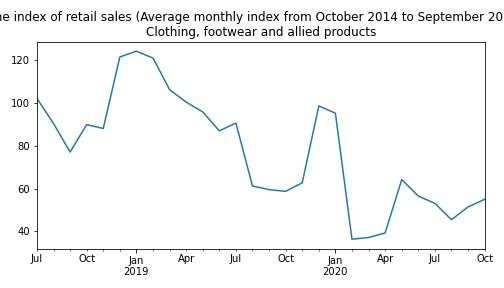 ne index of retail sales (Average monthly index from October 2014 to September 20
Clothing, footwear and allied products
120
100
80
60
40
Jul
Oct
Jan
2019
Apr
Jul
Oct
Jan
2020
Apr
Jul
Oct